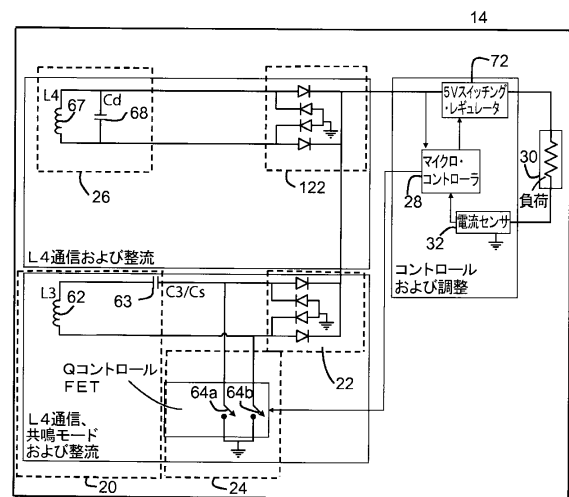 14
72
L4
Cd
67
68
5Vスイッチング
・レギュレータ
26
122
マイクロ・
コントローラ
28
30
負荷
32
電流センサ
L4通信および整流
コントロール
および調整
L3
62
63
C3/Cs
22
Qコントロール
FET
64a
64b
L4通信、
共鳴モード
および整流
20
24